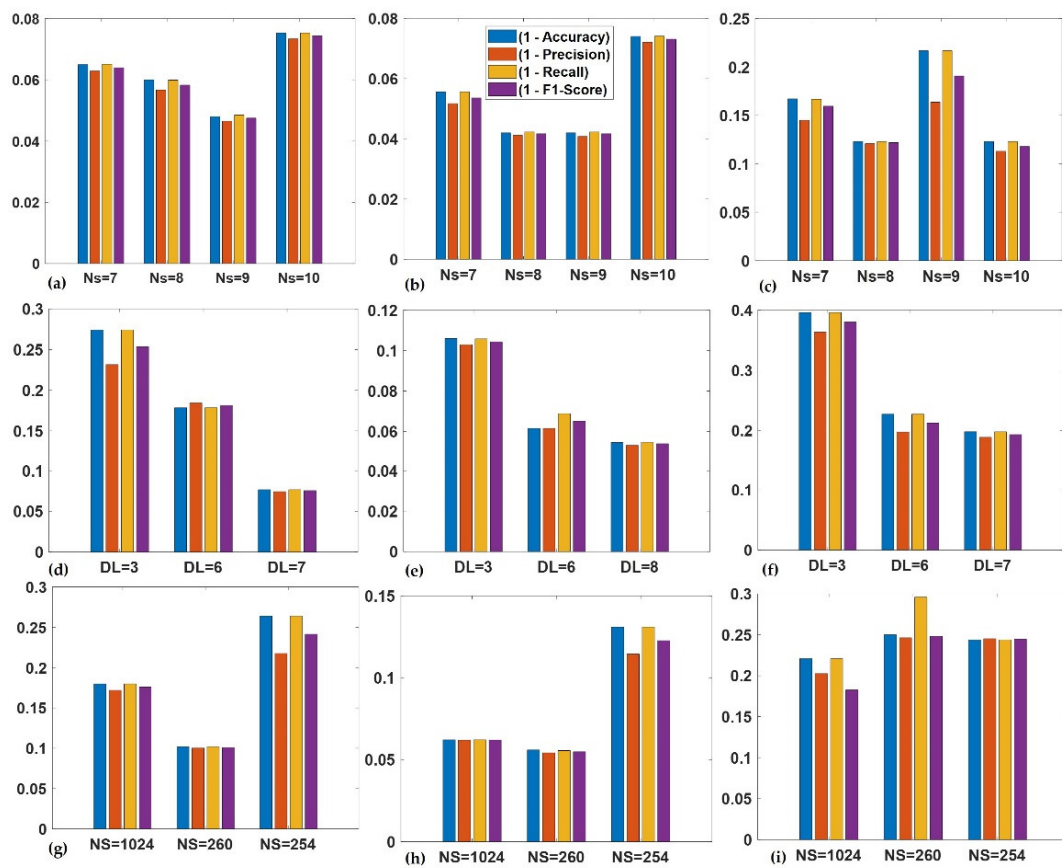 0.08
0.06
0.04
0.02
0
(a)
Ns=7
Ns=8
Ns=9
Ns=10
0.08
0.06
0.04
0.02
0
(1 - Accuracy)
(1 - Precision)
(1 - Recall)
(1 - F1-Score)
(b)
Ns=7
Ns=8
Ns=9
Ns=10
0.25
0.2
0.15
0.1
0.05
0
(c)
Ns=7
Ns=8
Ns=9
Ns=10
0.3
0.25
0.2
0.15
0.1
0.05
0
(d)
DL=3
DL=6
DL=7
0.12
0.1
0.08
0.06
0.04
0.02
0
(e)
DL=3
DL=6
DL=8
0.4
0.3
0.2
0.1
0
(f)
DL=3
DL=6
DL=7
0.3
0.25
0.2
0.15
0.1
0.05
0
(g)
NS=1024
NS=260
NS=254
0.15
0.1
0.05
0
(h)
NS=1024
NS=260
NS=254
0.3
0.25
0.2
0.15
0.1
0.05
0
(i)
NS=1024
NS=260
NS=254